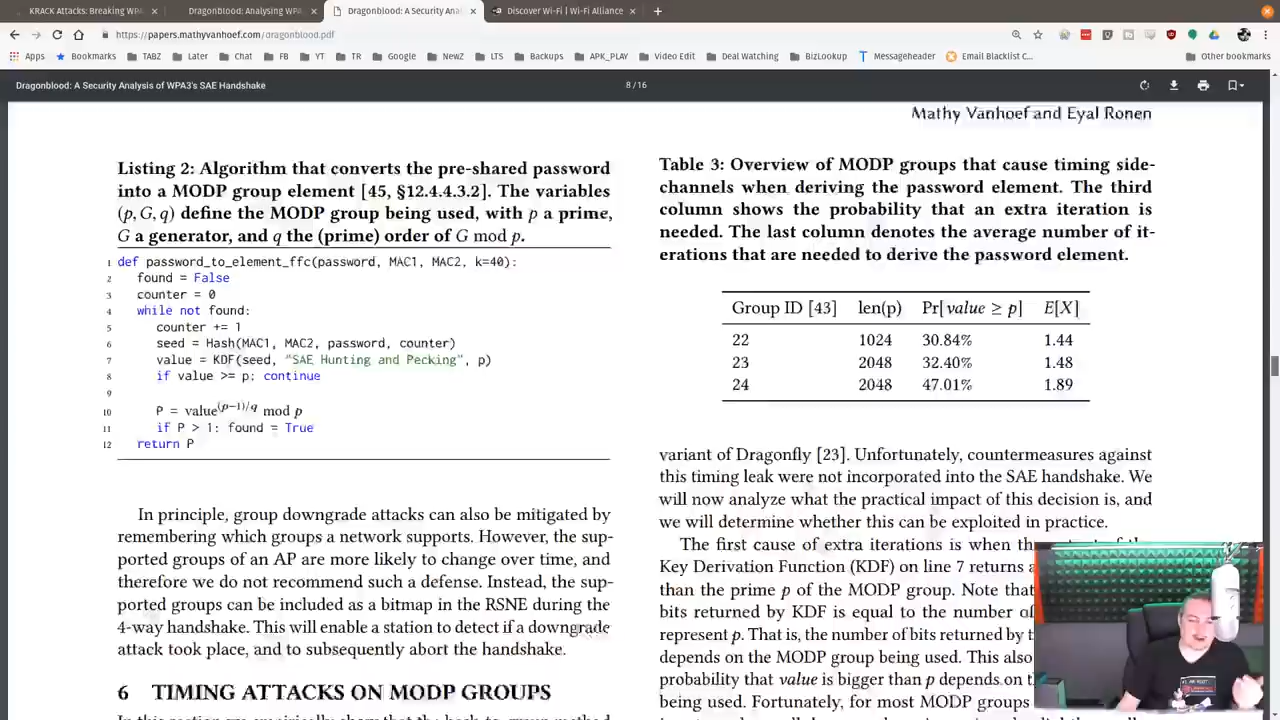 KRACK Attacks: Breaking WP
Dragonblood: Analysing WPA
Dragonblood: A Security Ana
Discover Wi-Fi | Wi-Fi Alliance
https://papers.mathyvanhoef.com/dragonblood.pdf
Apps Bookmarks TABZ Later Chat FB YT TR Google NewZ LTS Backups APK_PLAY Video Edit Deal Watching BizLookup Messageheader Email Blacklist C... Other bookmarks
Dragonblood: A Security Analysis of WPA3's SAE Handshake
8 / 16
Mathy Vanhoef and Eyal Ronen
Listing 2: Algorithm that converts the pre-shared password
into a MODP group element [45, §12.4.4.3.2]. The variables
(p, G, q) define the MODP group being used, with p a prime,
G a generator, and q the (prime) order of G mod p.
1 def password_to_element_ffc(password, MAC1, MAC2, k=40):
2 found = False
3 counter = 0
4 while not found:
5 counter += 1
6 seed = Hash(MAC1, MAC2, password, counter)
7 value = KDF(seed, "SAE Hunting and Pecking", p)
8 if value >= p: continue
9
10 P = value^(p−1)/q mod p
11 if P > 1: found = True
12 return P
In principle, group downgrade attacks can also be mitigated by
remembering which groups a network supports. However, the sup-
ported groups of an AP are more likely to change over time, and
therefore we do not recommend such a defense. Instead, the sup-
ported groups can be included as a bitmap in the RSNE during the
4-way handshake. This will enable a station to detect if a downgrade
attack took place, and to subsequently abort the handshake.
6 TIMING ATTACKS ON MODP GROUPS
Table 3: Overview of MODP groups that cause timing side-
channels when deriving the password element. The third
column shows the probability that an extra iteration is
needed. The last column denotes the average number of it-
erations that are needed to derive the password element.
Group ID [43] len(p) Pr[value ≥ p] E[X]
22 1024 30.84% 1.44
23 2048 32.40% 1.48
24 2048 47.01% 1.89
variant of Dragonfly [23]. Unfortunately, countermeasures against
this timing leak were not incorporated into the SAE handshake. We
will now analyze what the practical impact of this decision is, and
we will determine whether this can be exploited in practice.
The first cause of extra iterations is when th
Key Derivation Function (KDF) on line 7 returns a
than the prime p of the MODP group. Note that
bits returned by KDF is equal to the number of
represent p. That is, the number of bits returned by t
depends on the MODP group being used. This also
probability that value is bigger than p depends on t
being used. Fortunately, for most MODP groups